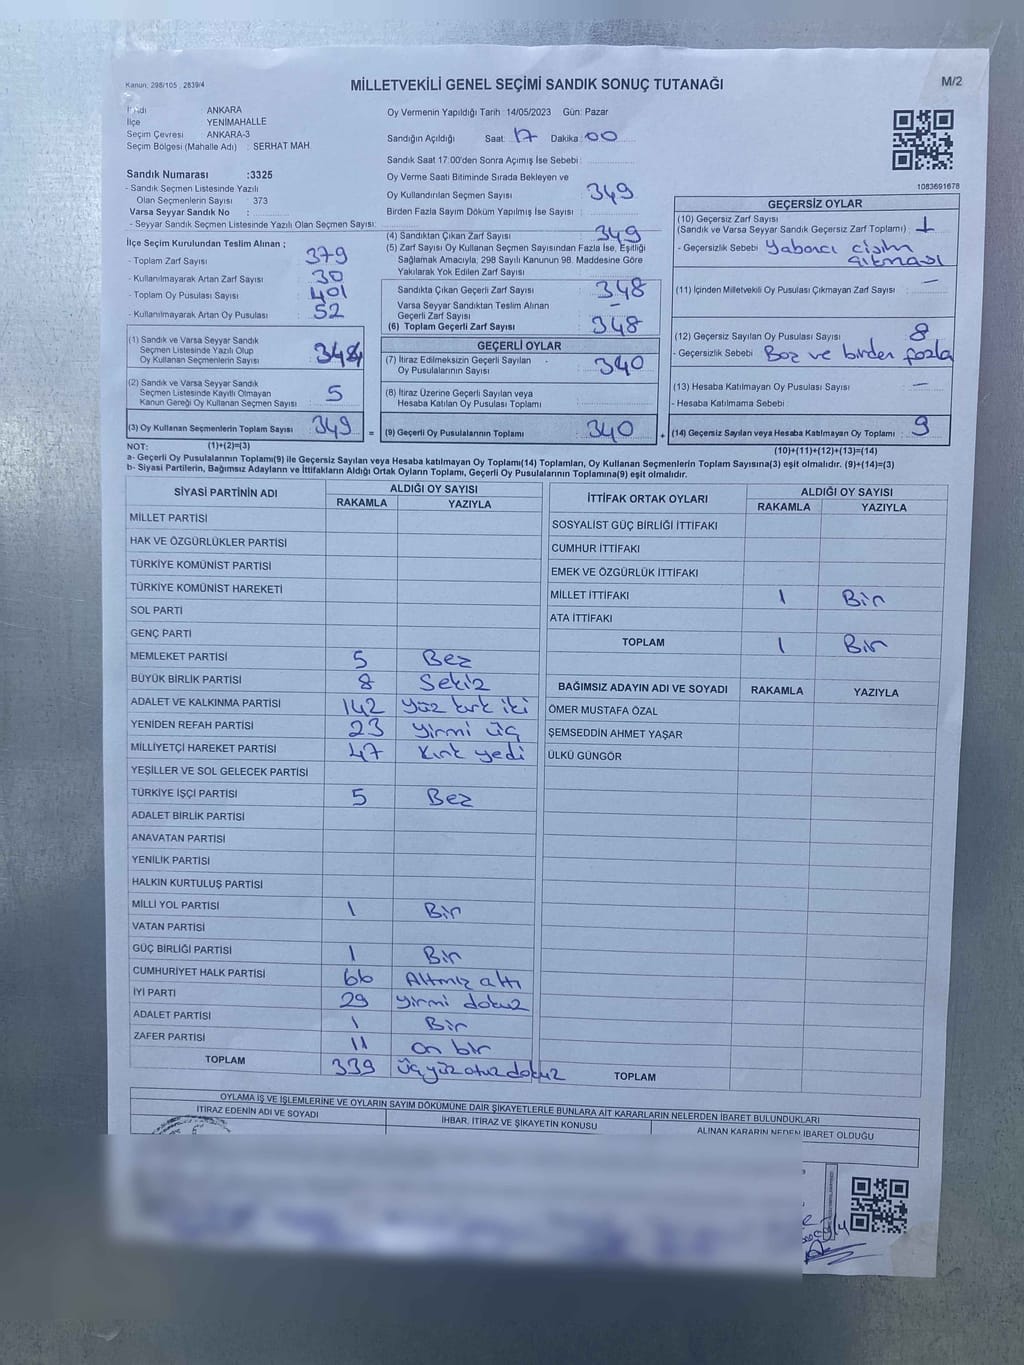 Kanun: 298/105 , 2839/4
MİLLETVEKİLİ GENEL SEÇİMİ SANDIK SONUÇ TUTANAĞI
M/2
ANKARA
İlçe YENİMAHALLE
Seçim Çevresi ANKARA-3
Seçim Bölgesi (Mahalle Adı) : SERHAT MAH.
Oy Vermenin Yapıldığı Tarih :14/05/2023 Gün: Pazar
Sandığın Açıldığı Saat: 17 Dakika: 00
Sandık Saat 17:00'den Sonra Açımış İse Sebebi :
Oy Verme Saati Bitiminde Sırada Bekleyen ve
Oy Kullandırılan Seçmen Sayısı : 349
Birden Fazla Sayım Döküm Yapılmış İse Sayısı :
1083691678
Sandık Numarası :3325
- Sandık Seçmen Listesinde Yazılı
Olan Seçmenlerin Sayısı : 373
Varsa Seyyar Sandık No :
- Seyyar Sandık Seçmen Listesinde Yazılı Olan Seçmen Sayısı:
İlçe Seçim Kurulundan Teslim Alınan ;
- Toplam Zarf Sayısı : 379
- Kullanılmayarak Artan Zarf Sayısı : 30
- Toplam Oy Pusulası Sayısı : 401
- Kullanılmayarak Artan Oy Pusulası : 52
(1) Sandık ve Varsa Seyyar Sandık
Seçmen Listesinde Yazılı Olup
Oy Kullanan Seçmenlerin Sayısı
(2) Sandık ve Varsa Seyyar Sandık
Seçmen Listesinde Kayıtlı Olmayan
Kanun Gereği Oy Kullanan Seçmen Sayısı : 5
(3) Oy Kullanan Seçmenlerin Toplam Sayısı : 349 =
(4) Sandıktan Çıkan Zarf Sayısı : 349
(5) Zarf Sayısı Oy Kullanan Seçmen Sayısından Fazla İse, Eşitliği
Sağlamak Amacıyla, 298 Sayılı Kanunun 98. Maddesine Göre
Yakılarak Yok Edilen Zarf Sayısı :
Sandıkta Çıkan Geçerli Zarf Sayısı : 348
Varsa Seyyar Sandıktan Teslim Alınan
Geçerli Zarf Sayısı : –
(6) Toplam Geçerli Zarf Sayısı : 348
GEÇERLİ OYLAR
(7) İtiraz Edilmeksizin Geçerli Sayılan
Oy Pusulalarının Sayısı : 340
(8) İtiraz Üzerine Geçerli Sayılan veya
Hesaba Katılan Oy Pusulası Toplamı :
(9) Geçerli Oy Pusulalarının Toplamı : 340 +
GEÇERSİZ OYLAR
(10) Geçersiz Zarf Sayısı
(Sandık ve Varsa Seyyar Sandık Geçersiz Zarf Toplamı) : 1
- Geçersizlik Sebebi : Yabancı cisim
çıkması
(11) İçinden Milletvekili Oy Pusulası Çıkmayan Zarf Sayısı : –
(12) Geçersiz Sayılan Oy Pusulası Sayısı : 8
- Geçersizlik Sebebi : Boz ve birden fazla
(13) Hesaba Katılmayan Oy Pusulası Sayısı : –
- Hesaba Katılmama Sebebi :
(14) Geçersiz Sayılan veya Hesaba Katılmayan Oy Toplamı : 9
NOT: (1)+(2)=(3)
(10)+(11)+(12)+(13)=(14)
a- Geçerli Oy Pusulalarının Toplamı(9) ile Geçersiz Sayılan veya Hesaba katılmayan Oy Toplamı(14) Toplamları, Oy Kullanan Seçmenlerin Toplam Sayısına(3) eşit olmalıdır. (9)+(14)=(3)
b- Siyasi Partilerin, Bağımsız Adayların ve İttifakların Aldığı Ortak Oyların Toplamı, Geçerli Oy Pusulalarının Toplamına(9) eşit olmalıdır.
SİYASİ PARTİNİN ADI ALDIĞI OY SAYISI
RAKAMLA YAZIYLA
MİLLET PARTİSİ
HAK VE ÖZGÜRLÜKLER PARTİSİ
TÜRKİYE KOMÜNİST PARTİSİ
TÜRKİYE KOMÜNİST HAREKETİ
SOL PARTİ
GENÇ PARTİ
MEMLEKET PARTİSİ 5 Beş
BÜYÜK BİRLİK PARTİSİ 8 Sekiz
ADALET VE KALKINMA PARTİSİ 142 yüz kırk iki
YENİDEN REFAH PARTİSİ 23 yirmi üç
MİLLİYETÇİ HAREKET PARTİSİ 47 Kırk yedi
YEŞİLLER VE SOL GELECEK PARTİSİ
TÜRKİYE İŞÇİ PARTİSİ 5 Beş
ADALET BİRLİK PARTİSİ
ANAVATAN PARTİSİ
YENİLİK PARTİSİ
HALKIN KURTULUŞ PARTİSİ
MİLLİ YOL PARTİSİ 1 Bir
VATAN PARTİSİ
GÜÇ BİRLİĞİ PARTİSİ 1 Bir
CUMHURİYET HALK PARTİSİ 66 Altmış altı
İYİ PARTİ 29 yirmi dokuz
ADALET PARTİSİ 1 Bir
ZAFER PARTİSİ 11 on bir
TOPLAM 339 Üç yüz otuz dokuz
İTTİFAK ORTAK OYLARI ALDIĞI OY SAYISI
RAKAMLA YAZIYLA
SOSYALİST GÜÇ BİRLİĞİ İTTİFAKI
CUMHUR İTTİFAKI
EMEK VE ÖZGÜRLÜK İTTİFAKI
MİLLET İTTİFAKI 1 Bir
ATA İTTİFAKI
TOPLAM 1 Bir
BAĞIMSIZ ADAYIN ADI VE SOYADI RAKAMLA YAZIYLA
ÖMER MUSTAFA ÖZAL
ŞEMSEDDİN AHMET YAŞAR
ÜLKÜ GÜNGÖR
TOPLAM
OYLAMA İŞ VE İŞLEMLERİNE VE OYLARIN SAYIM DÖKÜMÜNE DAİR ŞİKAYETLERLE BUNLARA AİT KARARLARIN NELERDEN İBARET BULUNDUKLARI
İTİRAZ EDENİN ADI VE SOYADI İHBAR, İTİRAZ VE ŞİKAYETİN KONUSU ALINAN KARARIN NEDEN İBARET OLDUĞU